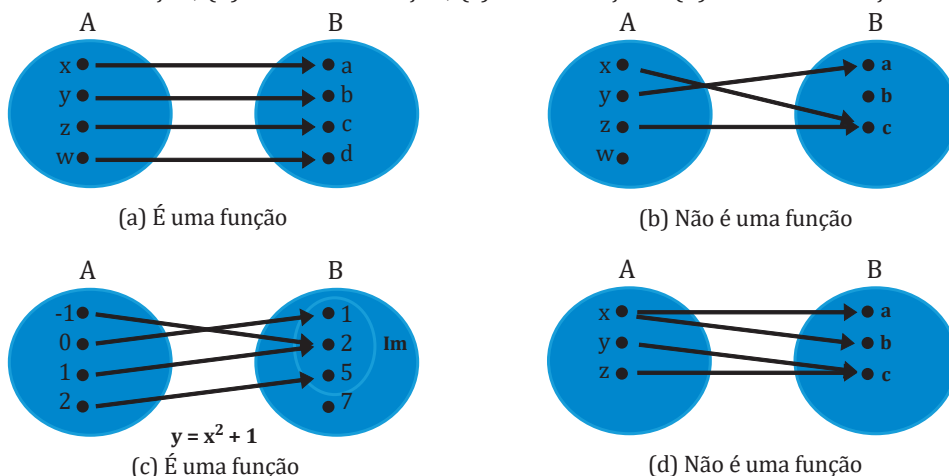 A B
x a
y b
z c
w d
(a) É uma função
A B
x a
y b
z c
w
(b) Não é uma função
A B
-1 1
0 2 Im
1 5
2 7
y = x² + 1
(c) É uma função
A B
x a
y b
z c
(d) Não é uma função